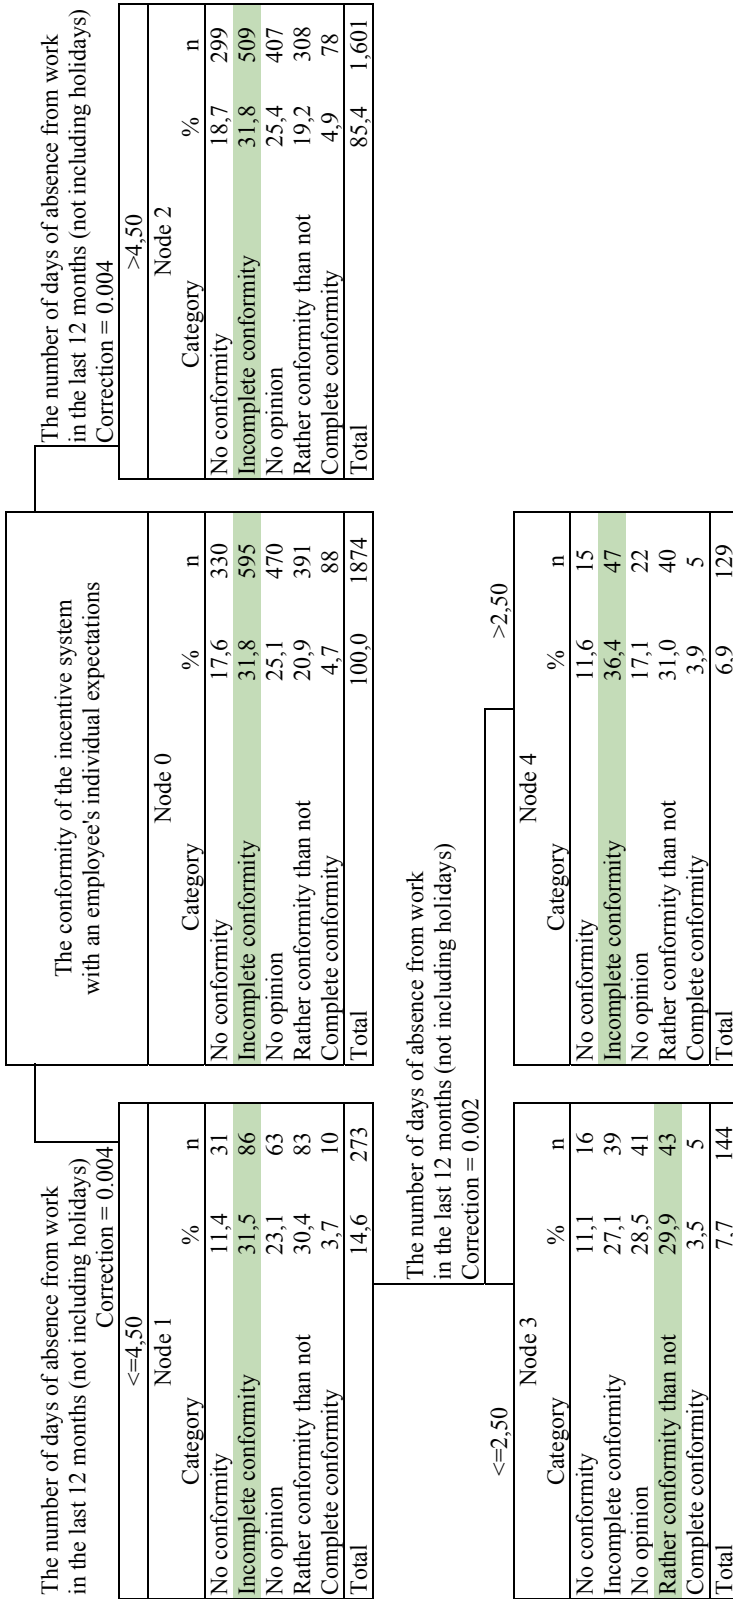 The conformity of the incentive system
with an employee's individual expectations
Node 0
Category % n
No conformity 17,6 330
Incomplete conformity 31,8 595
No opinion 25,1 470
Rather conformity than not 20,9 391
Complete conformity 4,7 88
Total 100,0 1874
The number of days of absence from work
in the last 12 months (not including holidays)
Correction = 0.004
<=4,50
Node 1
Category % n
No conformity 11,4 31
Incomplete conformity 31,5 86
No opinion 23,1 63
Rather conformity than not 30,4 83
Complete conformity 3,7 10
Total 14,6 273
The number of days of absence from work
in the last 12 months (not including holidays)
Correction = 0.004
>4,50
Node 2
Category % n
No conformity 18,7 299
Incomplete conformity 31,8 509
No opinion 25,4 407
Rather conformity than not 19,2 308
Complete conformity 4,9 78
Total 85,4 1,601
The number of days of absence from work
in the last 12 months (not including holidays)
Correction = 0.002
<=2,50
Node 3
Category % n
No conformity 11,1 16
Incomplete conformity 27,1 39
No opinion 28,5 41
Rather conformity than not 29,9 43
Complete conformity 3,5 5
Total 7,7 144
>2,50
Node 4
Category % n
No conformity 11,6 15
Incomplete conformity 36,4 47
No opinion 17,1 22
Rather conformity than not 31,0 40
Complete conformity 3,9 5
Total 6,9 129